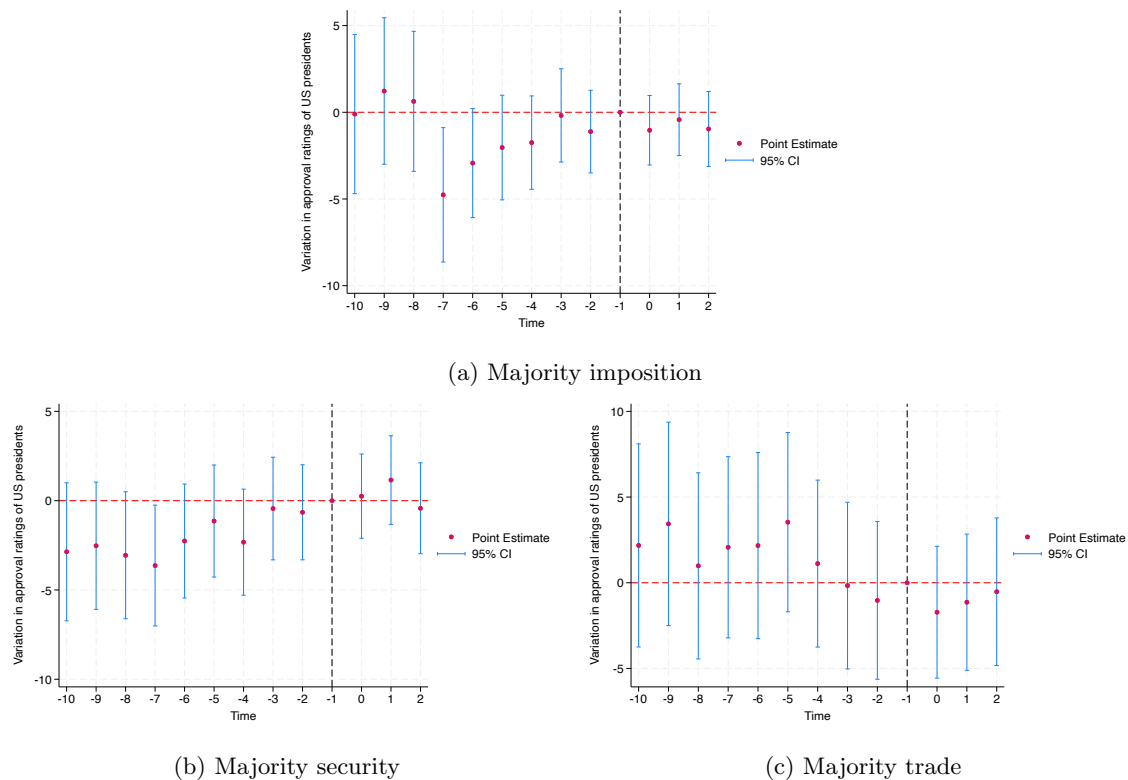 Variation in approval ratings of US presidents
5
0
-5
-10
-10 -9 -8 -7 -6 -5 -4 -3 -2 -1 0 1 2
Time
Point Estimate
95% CI
(a) Majority imposition
Variation in approval ratings of US presidents
5
0
-5
-10
-10 -9 -8 -7 -6 -5 -4 -3 -2 -1 0 1 2
Time
Point Estimate
95% CI
(b) Majority security
Variation in approval ratings of US presidents
10
5
0
-5
-10 -9 -8 -7 -6 -5 -4 -3 -2 -1 0 1 2
Time
Point Estimate
95% CI
(c) Majority trade